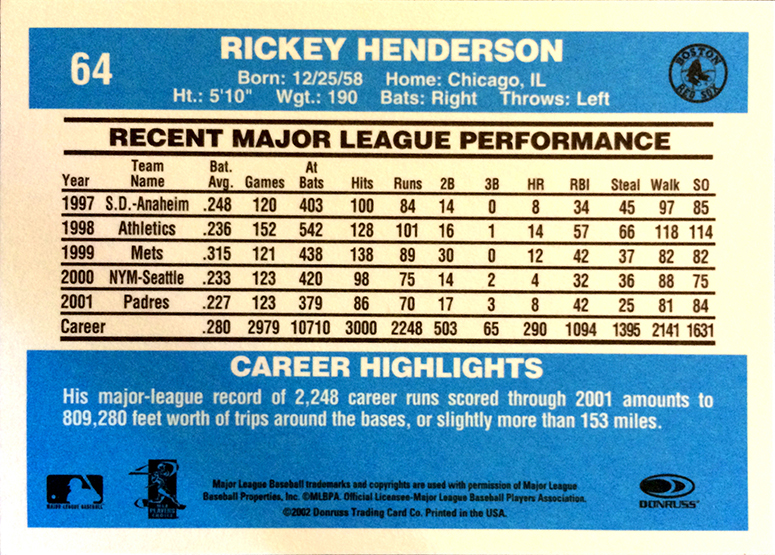 64
RICKEY HENDERSON
Born: 12/25/58 Home: Chicago, IL
Ht.: 5'10" Wgt.: 190 Bats: Right Throws: Left
BOSTON
RED SOX
RECENT MAJOR LEAGUE PERFORMANCE
Year Team Name Bat. Avg. Games At Bats Hits Runs 2B 3B HR RBI Steal Walk SO
1997 S.D.-Anaheim .248 120 403 100 84 14 0 8 34 45 97 85
1998 Athletics .236 152 542 128 101 16 1 14 57 66 118 114
1999 Mets .315 121 438 138 89 30 0 12 42 37 82 82
2000 NYM-Seattle .233 123 420 98 75 14 2 4 32 36 88 75
2001 Padres .227 123 379 86 70 17 3 8 42 25 81 84
Career .280 2979 10710 3000 2248 503 65 290 1094 1395 2141 1631
CAREER HIGHLIGHTS
His major-league record of 2,248 career runs scored through 2001 amounts to
809,280 feet worth of trips around the bases, or slightly more than 153 miles.
MAJOR LEAGUE BASEBALL
MLB PLAYERS CHOICE
Major League Baseball trademarks and copyrights are used with permission of Major League
Baseball Properties, Inc. ©MLBPA. Official Licensee-Major League Baseball Players Association.
©2002 Donruss Trading Card Co. Printed in the USA.
DONRUSS